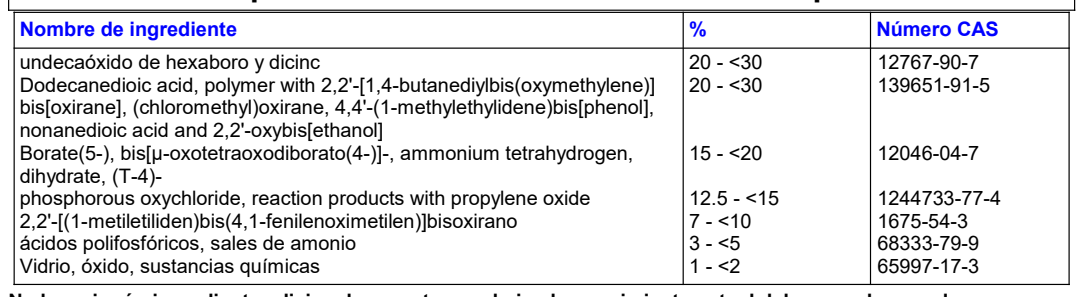 Nombre de ingrediente % Número CAS
undecaóxido de hexaboro y dicinc 20 - <30 12767-90-7
Dodecanedioic acid, polymer with 2,2'-[1,4-butanediylbis(oxymethylene)] 20 - <30 139651-91-5
bis[oxirane], (chloromethyl)oxirane, 4,4'-(1-methylethylidene)bis[phenol],
nonanedioic acid and 2,2'-oxybis[ethanol]
Borate(5-), bis[µ-oxotetraoxodiborato(4-)]-, ammonium tetrahydrogen, 15 - <20 12046-04-7
dihydrate, (T-4)-
phosphorous oxychloride, reaction products with propylene oxide 12.5 - <15 1244733-77-4
2,2'-[(1-metiletiliden)bis(4,1-fenilenoximetilen)]bisoxirano 7 - <10 1675-54-3
ácidos polifosfóricos, sales de amonio 3 - <5 68333-79-9
Vidrio, óxido, sustancias químicas 1 - <2 65997-17-3